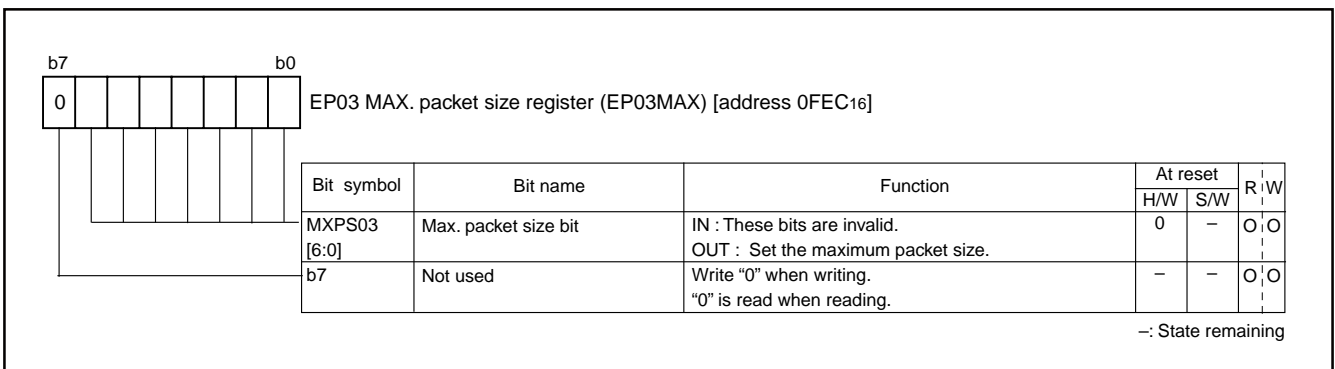 b7 b0
0 EP03 MAX. packet size register (EP03MAX) [address 0FEC16]
Bit symbol Bit name Function At reset R W
H/W S/W
MXPS03 Max. packet size bit IN : These bits are invalid. 0 – O O
[6:0] OUT : Set the maximum packet size.
b7 Not used Write “0” when writing. – – O O
“0” is read when reading.
–: State remaining